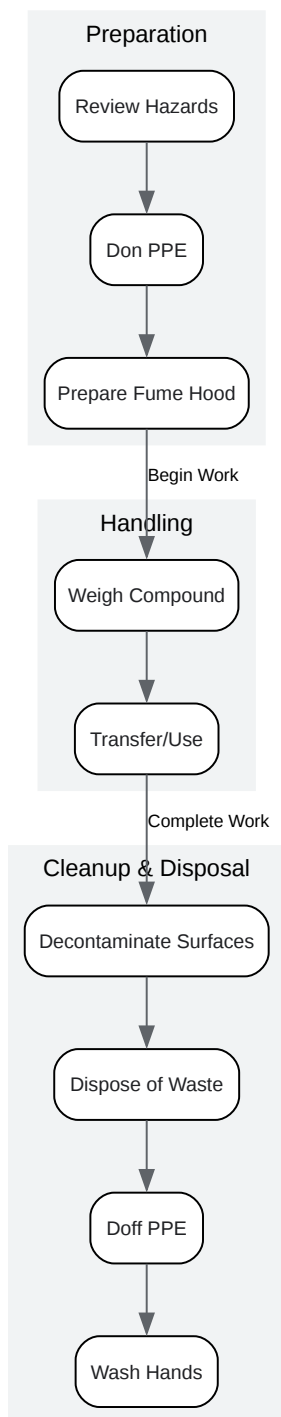 Preparation
Review Hazards
Don PPE
Prepare Fume Hood
Begin Work
Handling
Weigh Compound
Transfer/Use
Complete Work
Cleanup & Disposal
Decontaminate Surfaces
Dispose of Waste
Doff PPE
Wash Hands